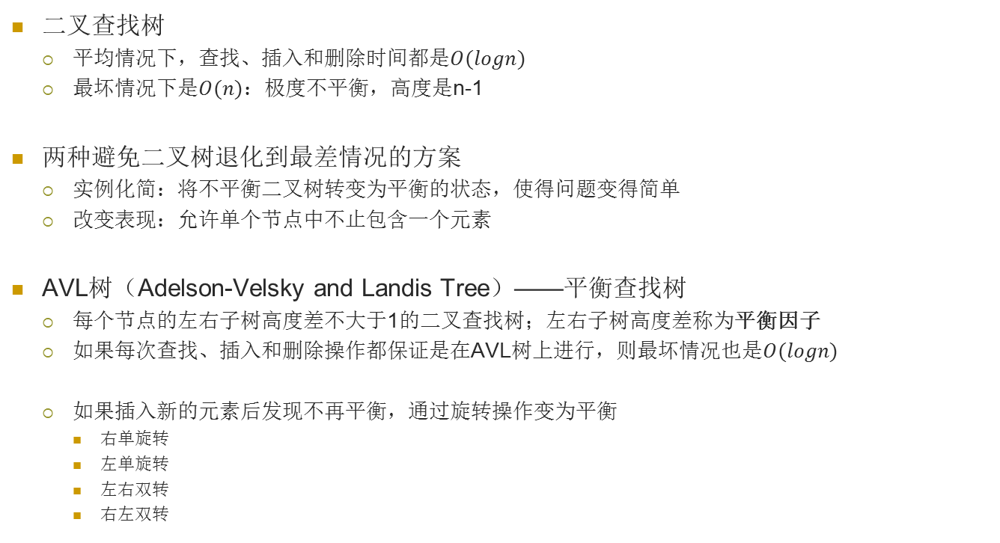 二叉查找树
平均情况下，查找、插入和删除时间都是O(logn)
最坏情况下是O(n)：极度不平衡，高度是n-1
两种避免二叉树退化到最差情况的方案
实例化简：将不平衡二叉树转变为平衡的状态，使得问题变得简单
改变表现：允许单个节点中不止包含一个元素
AVL树（Adelson-Velsky and Landis Tree）——平衡查找树
每个节点的左右子树高度差不大于1的二叉查找树；左右子树高度差称为平衡因子
如果每次查找、插入和删除操作都保证是在AVL树上进行，则最坏情况也是O(logn)
如果插入新的元素后发现不再平衡，通过旋转操作变为平衡
右单旋转
左单旋转
左右双转
右左双转